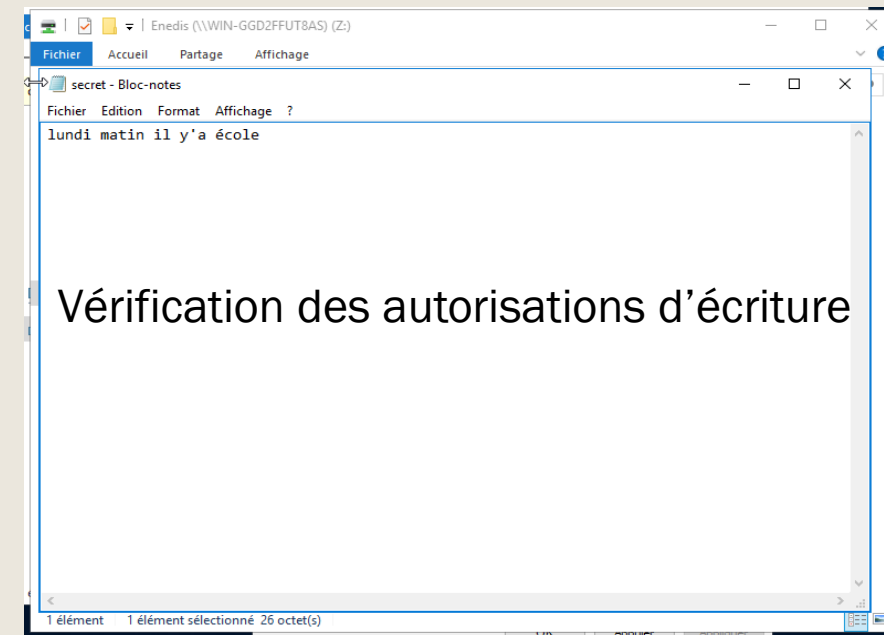 Enedis (\\WIN-GGD2FFUT8AS) (Z:)
Fichier Accueil Partage Affichage
secret - Bloc-notes
Fichier Edition Format Affichage ?
lundi matin il y'a école
Vérification des autorisations d’écriture
1 élément 1 élément sélectionné 26 octet(s)